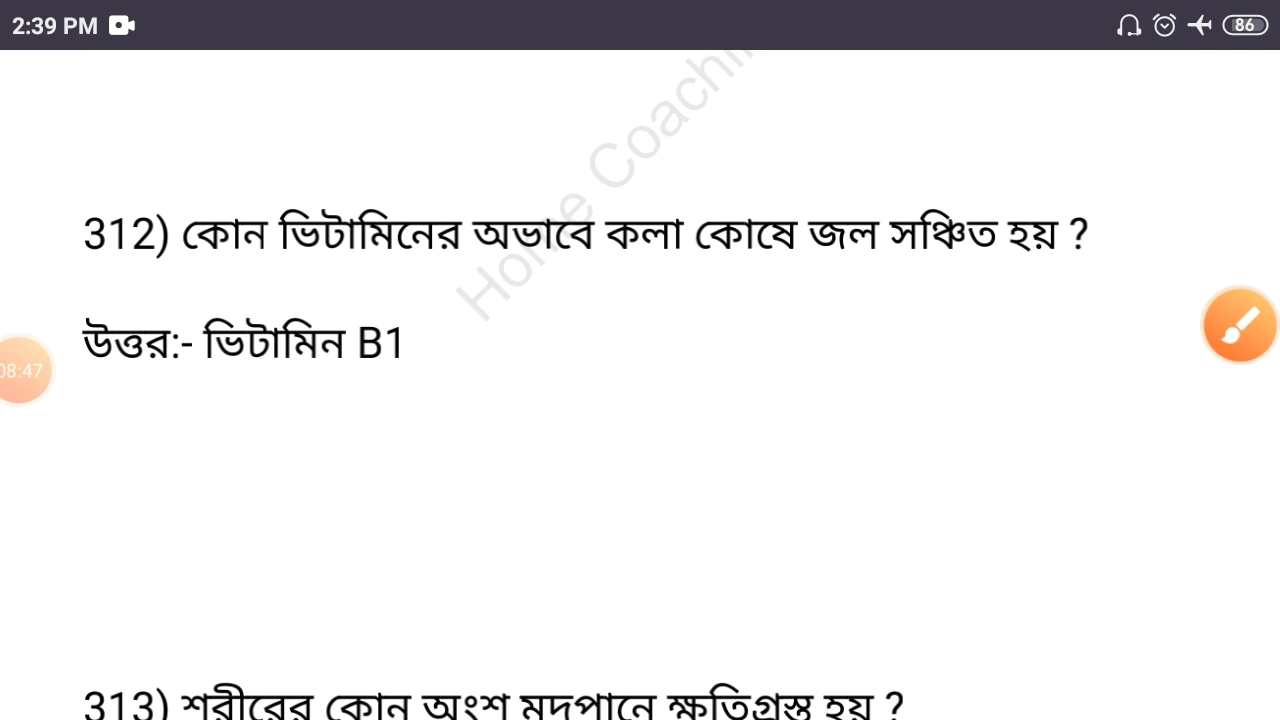 2:39 PM 86
Home Coachi
312) কোন ভিটামিনের অভাবে কলা কোষে জল সঞ্চিত হয় ?
উত্তর:- ভিটামিন B1
08:47
313) শরীরের কোন অংশ মদপানে ক্ষতিগ্রস্ত হয় ?